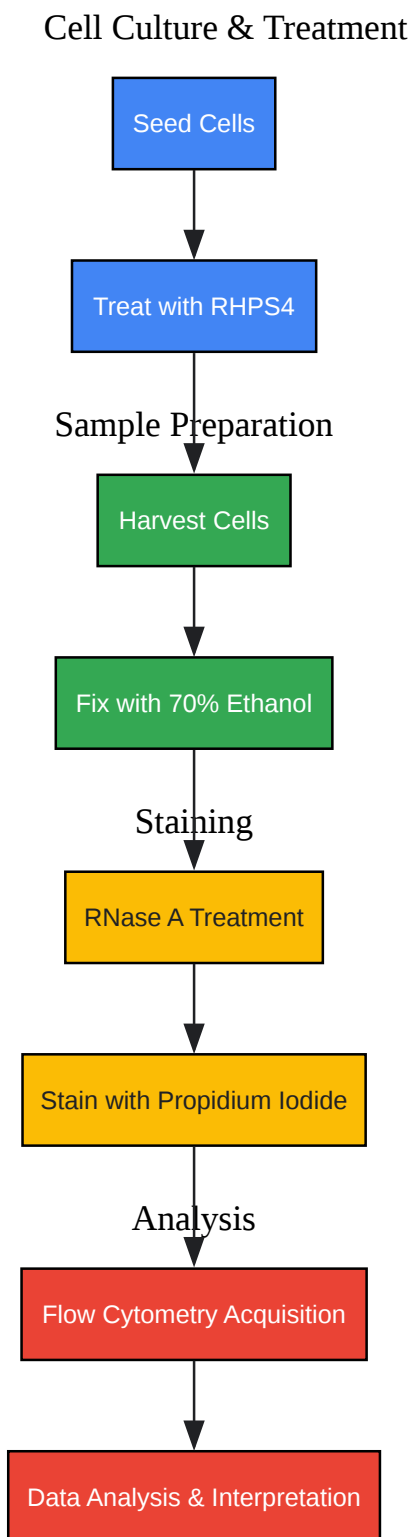 Cell Culture & Treatment
Seed Cells
Treat with RHPS4
Sample Preparation
Harvest Cells
Fix with 70% Ethanol
Staining
RNase A Treatment
Stain with Propidium Iodide
Analysis
Flow Cytometry Acquisition
Data Analysis & Interpretation